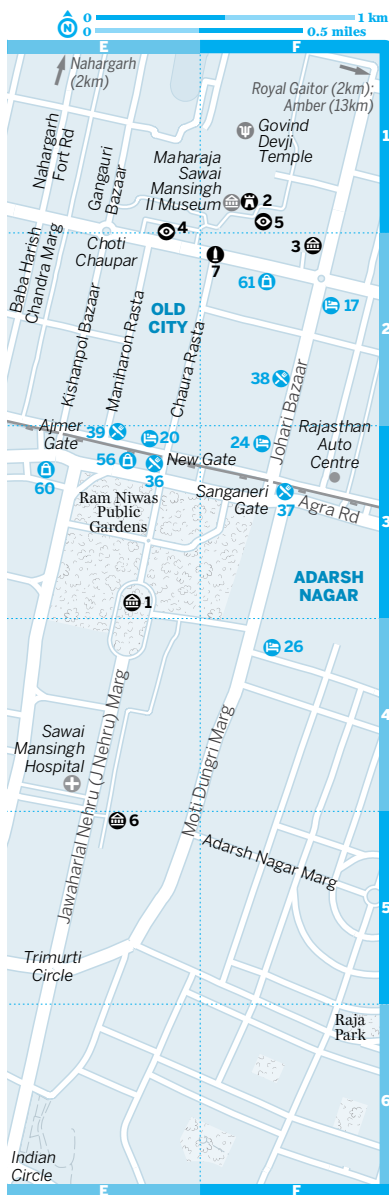 0 1 km
N 0 0.5 miles
E F
Nahargarh
(2km)
Royal Gaitor (2km);
Amber (13km)
1
Nahargarh
Fort Rd
Gangauri
Bazaar
Govind
Devji
Temple
Maharaja
Sawai
Mansingh
II Museum
2
5
4
3
Choti
Chaupar
7
Baba Harish
Chandra Marg
61
17
OLD
CITY
2
Kishanpol Bazaar
Maniharon Rasta
Chaura Rasta
38
Johari Bazaar
Ajmer
Gate
39
20
24
Rajasthan
Auto
Centre
56
New Gate
60
36
Ram Niwas
Public
Gardens
Sanganeri
Gate
37
Agra Rd
3
ADARSH
NAGAR
1
26
4
Jawaharlal Nehru (J Nehru) Marg
Moti Dungri Marg
Sawai
Mansingh
Hospital
6
Adarsh Nagar Marg
5
Trimurti
Circle
Raja
Park
6
Indian
Circle
E F